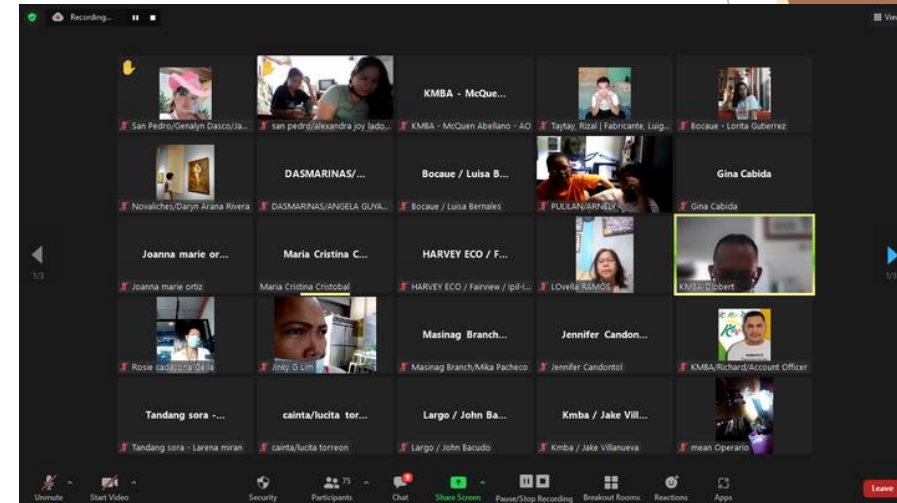 Recording...
View
San Pedro/Genalyn Dasco/Ja...
san pedro/alexandra joy lado...
KMBA - McQue...
KMBA - McQuen Abellano - AO
Taytay, Rizal | Fabricante, Luig...
Bocaue - Lorita Gutierrez
Novaliches/Daryn Arana Rivera
DASMARINAS/...
DASMARINAS/ANGELA GUYA...
Bocaue / Luisa B...
Bocaue / Luisa Bernales
PULILAN/ARNELY
Gina Cabida
Gina Cabida
Joanna marie or...
Joanna marie ortiz
Maria Cristina C...
Maria Cristina Cristobal
HARVEY ECO / F...
HARVEY ECO / Fairview / Ipil-I...
LOvella RAMOS
1/3
1/3
Jinky G Lim
Masinag Branch...
Masinag Branch/Mika Pacheco
Jennifer Candon...
Jennifer Candontol
KMBA/Richard/Account Officer
Tandang sora -...
Tandang sora - Larena miran
cainta/lucita tor...
cainta/lucita torreon
Largo / John Ba...
Largo / John Bacudo
Kmba / Jake Vill...
Kmba / Jake Villanueva
mean Operario
Unmute
Start Video
Security
75
Participants
Chat
Share Screen
Pause/Stop Recording
Breakout Rooms
Reactions
Apps
Leave